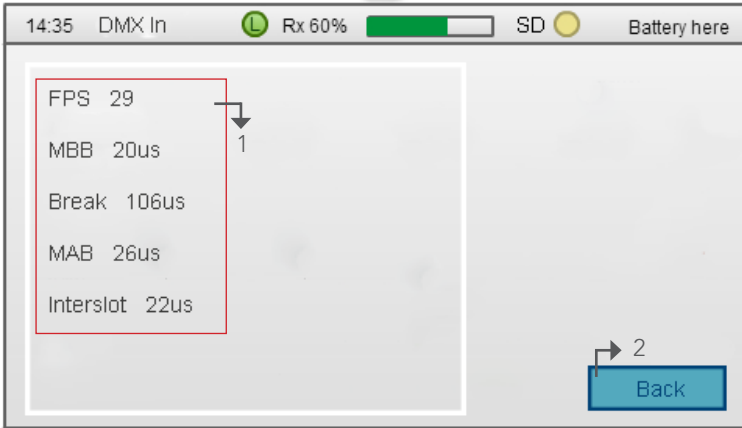 14:35 DMX In L Rx 60% SD Battery here
FPS 29
1
MBB 20us
Break 106us
MAB 26us
Interslot 22us
2
Back